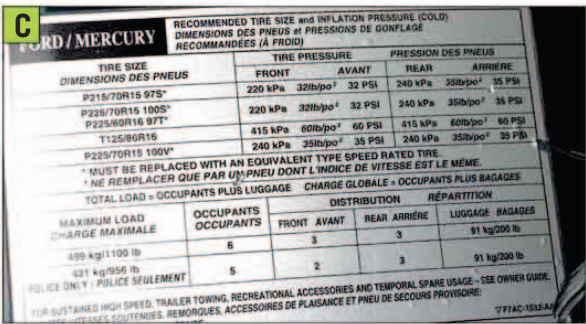 C
FORD / MERCURY
RECOMMENDED TIRE SIZE and INFLATION PRESSURE (COLD)
DIMENSIONS DES PNEUS et PRESSIONS DE GONFLAGE
RECOMMANDÉES (À FROID)
TIRE SIZE
DIMENSIONS DES PNEUS
TIRE PRESSURE PRESSION DES PNEUS
FRONT AVANT REAR ARRIÈRE
P215/70R15 97S* 220 kPa 32lb/po² 32 PSI 240 kPa 35lb/po² 35 PSI
P225/70R15 100S*
P225/60R16 97T* 220 kPa 32lb/po² 32 PSI 240 kPa 35lb/po² 35 PSI
T125/80R16 415 kPa 60lb/po² 60 PSI 415 kPa 60lb/po² 60 PSI
P225/70R15 100V* 240 kPa 35lb/po² 35 PSI 240 kPa 35lb/po² 35 PSI
* MUST BE REPLACED WITH AN EQUIVALENT TYPE SPEED RATED TIRE.
* NE REMPLACER QUE PAR UN PNEU DONT L'INDICE DE VITESSE EST LE MÊME.
TOTAL LOAD = OCCUPANTS PLUS LUGGAGE CHARGE GLOBALE = OCCUPANTS PLUS BAGAGES
MAXIMUM LOAD
CHARGE MAXIMALE
OCCUPANTS
OCCUPANTS
DISTRIBUTION RÉPARTITION
FRONT AVANT REAR ARRIÈRE LUGGAGE BAGAGES
499 kg/1100 lb 6 3 3 91 kg/200 lb
431 kg/956 lb 5 2 3 91 kg/200 lb
POLICE ONLY / POLICE SEULEMENT
FOR SUSTAINED HIGH SPEED, TRAILER TOWING, RECREATIONAL ACCESSORIES AND TEMPORAL SPARE USAGE - SEE OWNER GUIDE.
VITESSES SOUTENUES, REMORQUES, ACCESSOIRES DE PLAISANCE ET PNEU DE SECOURS PROVISOIRE: